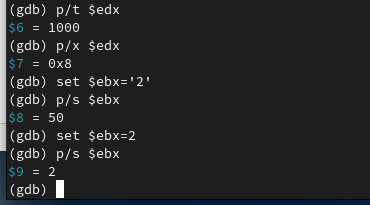 (gdb) p/t $edx
$6 = 1000
(gdb) p/x $edx
$7 = 0x8
(gdb) set $ebx='2'
(gdb) p/s $ebx
$8 = 50
(gdb) set $ebx=2
(gdb) p/s $ebx
$9 = 2
(gdb)